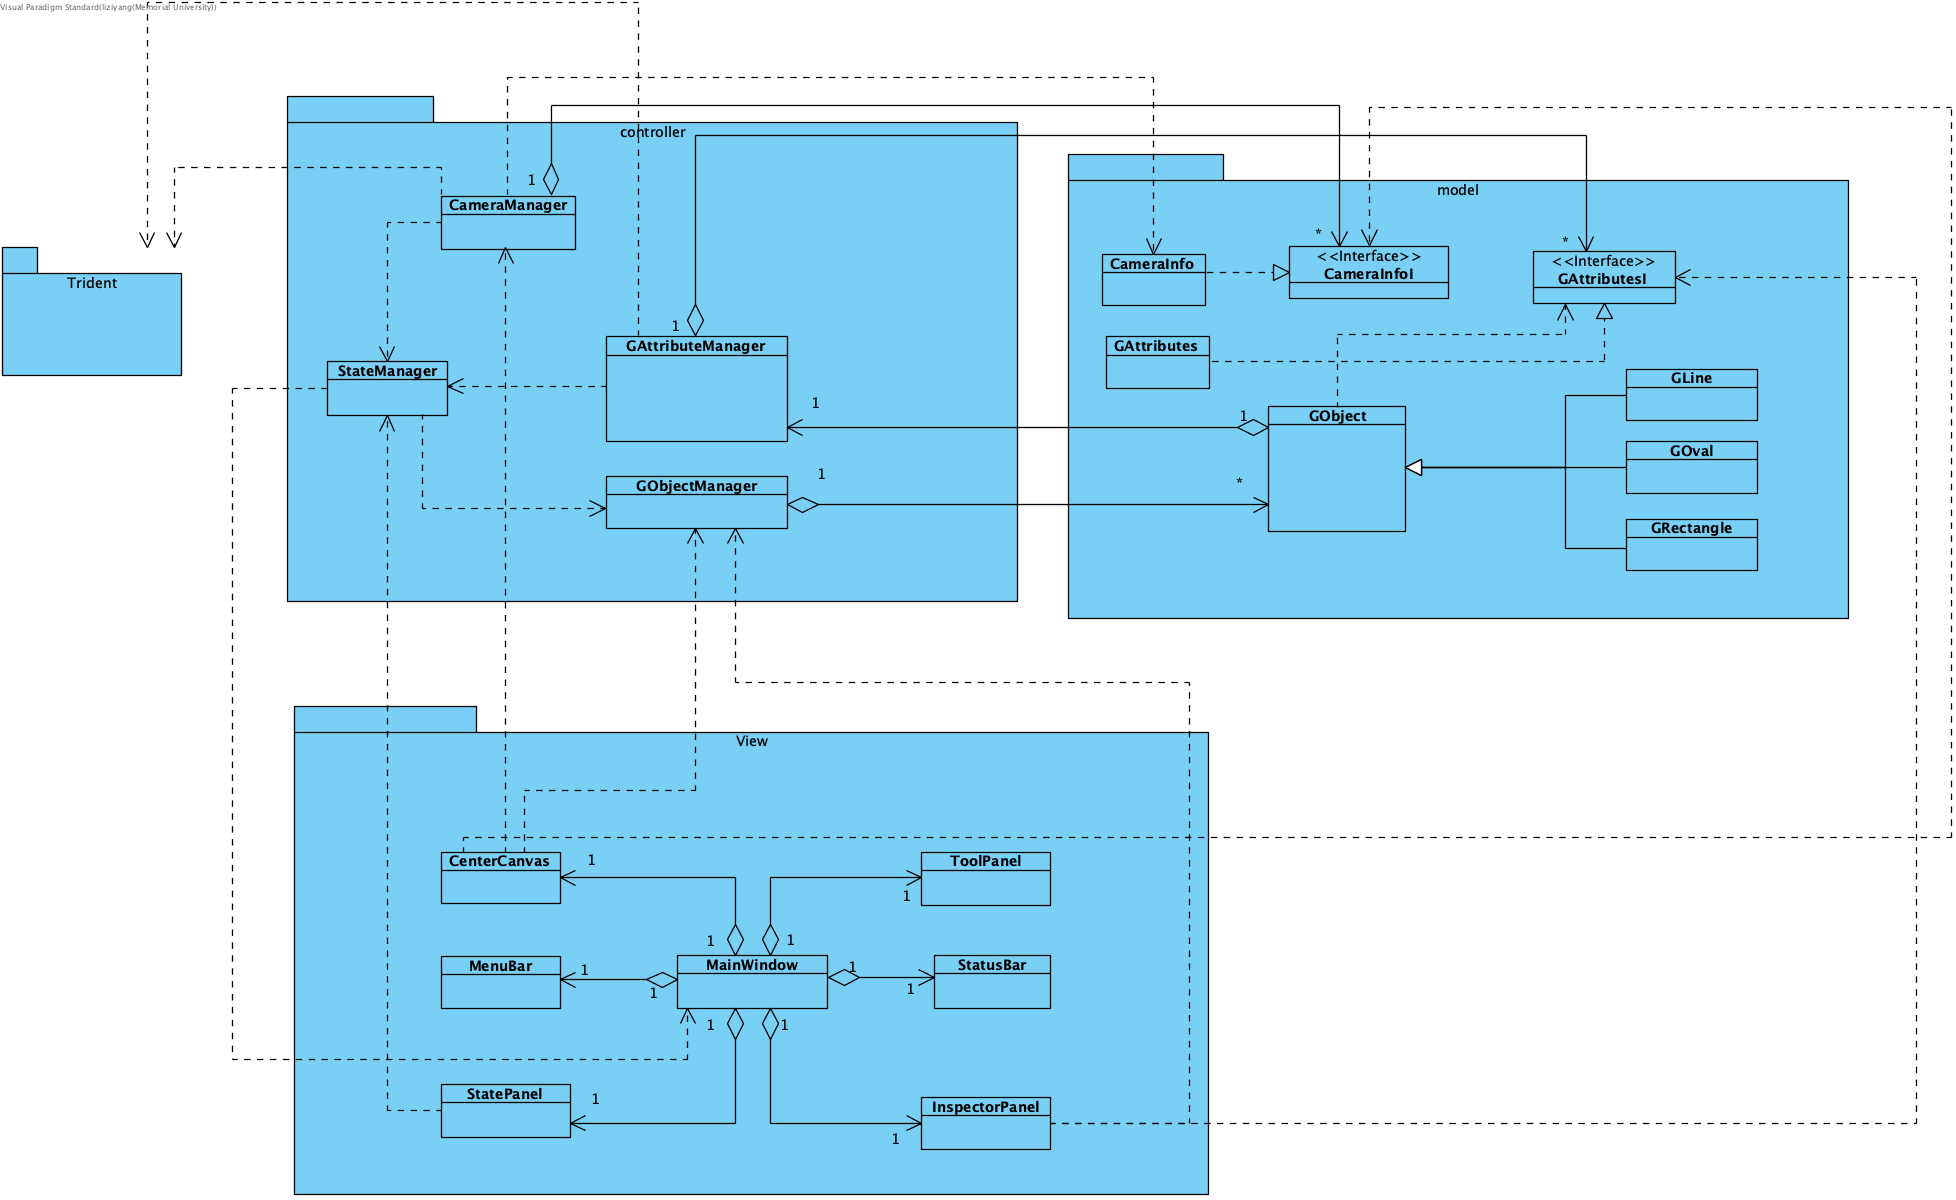 Visual Paradigm Standard(liziyang(Memorial University))
controller
1
CameraManager
model
*
*
CameraInfo
<<Interface>>
CameraInfoI
<<Interface>>
GAttributesI
Trident
1
GAttributeManager
GAttributes
StateManager
GLine
1
1
GObject
GOval
1
GObjectManager
*
GRectangle
View
CenterCanvas
1
ToolPanel
1
1
1
MenuBar
1
1
MainWindow
1
StatusBar
1
1
1
StatePanel
1
InspectorPanel
1